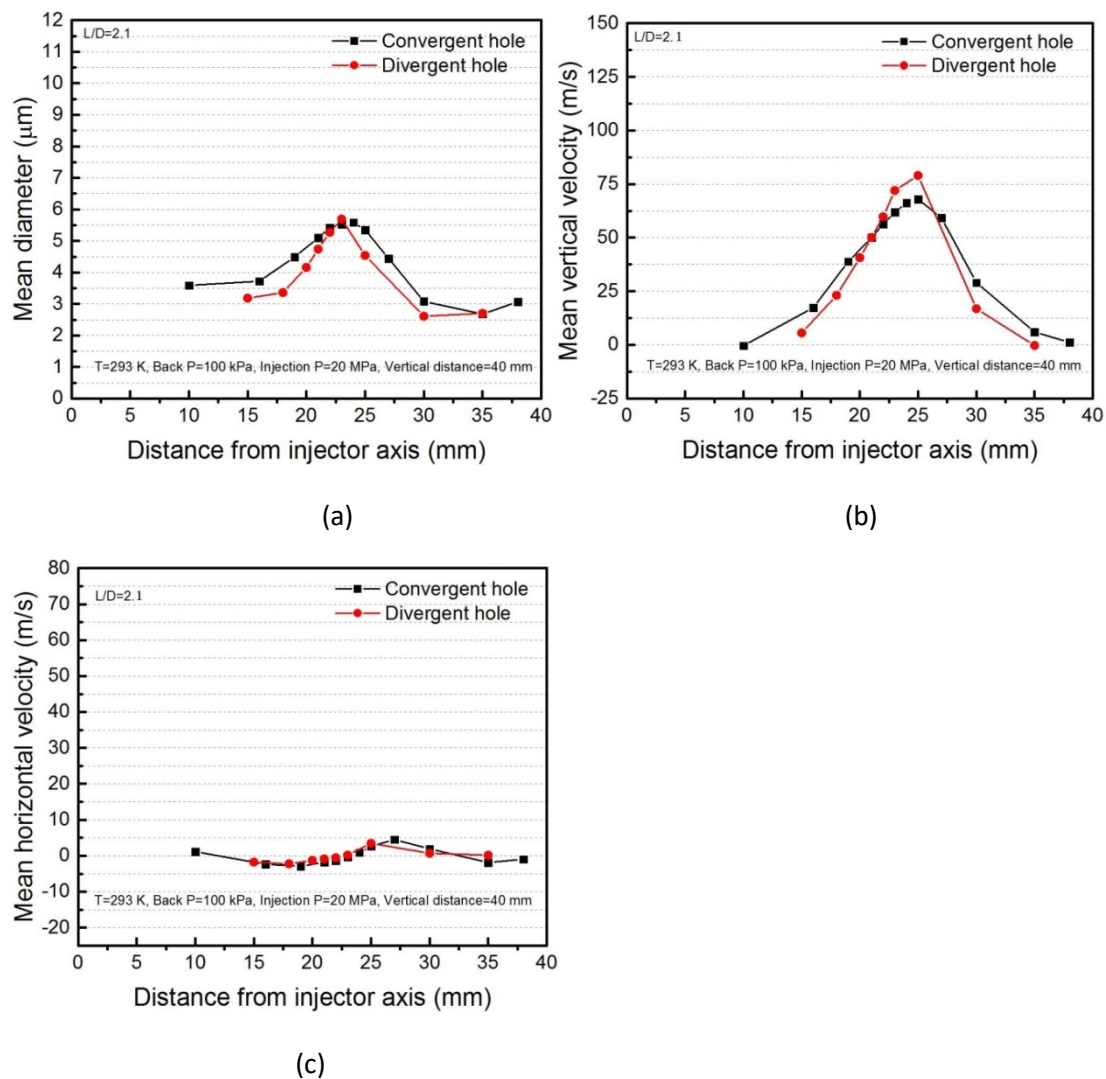 12
11
10
9
8
7
6
5
4
3
2
1
0
Mean diameter (μm)
L/D=2.1
Convergent hole
Divergent hole
T=293 K, Back P=100 kPa, Injection P=20 MPa, Vertical distance=40 mm
0 5 10 15 20 25 30 35 40
Distance from injector axis (mm)
(a)
150
125
100
75
50
25
0
-25
Mean vertical velocity (m/s)
L/D=2.1
Convergent hole
Divergent hole
T=293 K, Back P=100 kPa, Injection P=20 MPa, Vertical distance=40 mm
0 5 10 15 20 25 30 35 40
Distance from injector axis (mm)
(b)
80
70
60
50
40
30
20
10
0
-10
-20
Mean horizontal velocity (m/s)
L/D=2.1
Convergent hole
Divergent hole
T=293 K, Back P=100 kPa, Injection P=20 MPa, Vertical distance=40 mm
0 5 10 15 20 25 30 35 40
Distance from injector axis (mm)
(c)